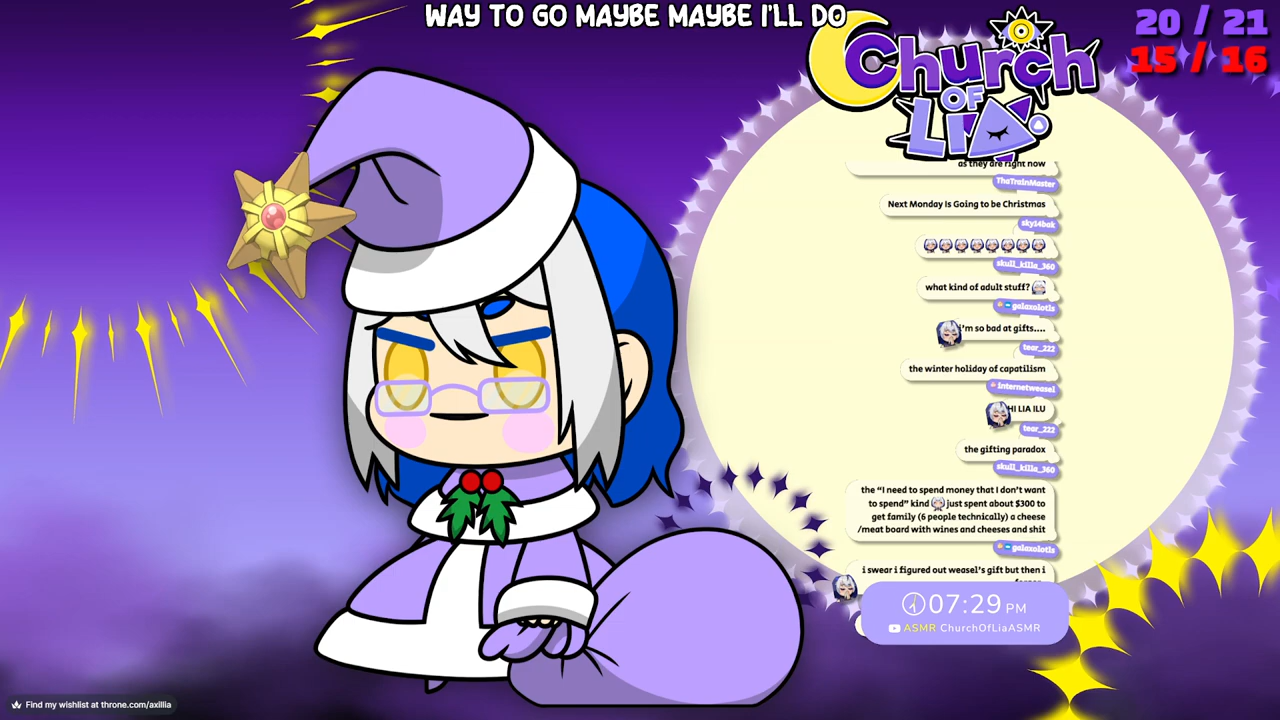 WAY TO GO MAYBE MAYBE I'LL DO
20 / 21
15 / 16
Church
OF
LIA
as they are right now
ThaTrainMaster
Next Monday Is Going to be Christmas
sky14bak
skull_killa_360
what kind of adult stuff?
galaxolotls
i'm so bad at gifts....
tear_222
the winter holiday of capatilism
internetweasel
HI LIA ILU
tear_222
the gifting paradox
skull_killa_360
the "I need to spend money that I don't want
to spend" kind just spent about $300 to
get family (6 people technically) a cheese
/meat board with wines and cheeses and shit
galaxolotls
i swear i figured out weasel's gift but then i
07:29 PM
ASMR ChurchOfLiaASMR
Find my wishlist at throne.com/axillia